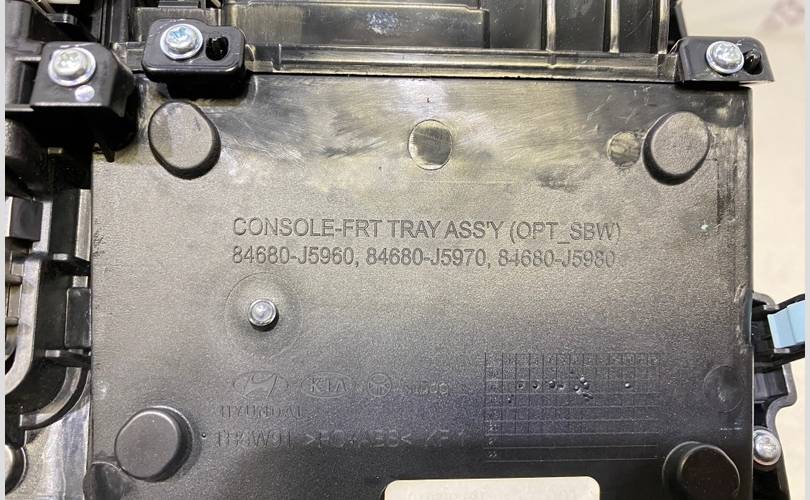 CONSOLE-FRT TRAY ASS'Y (OPT_SBW)
84680-J5960, 84680-J5970, 84680-J5980
KIA
HYUNDAI